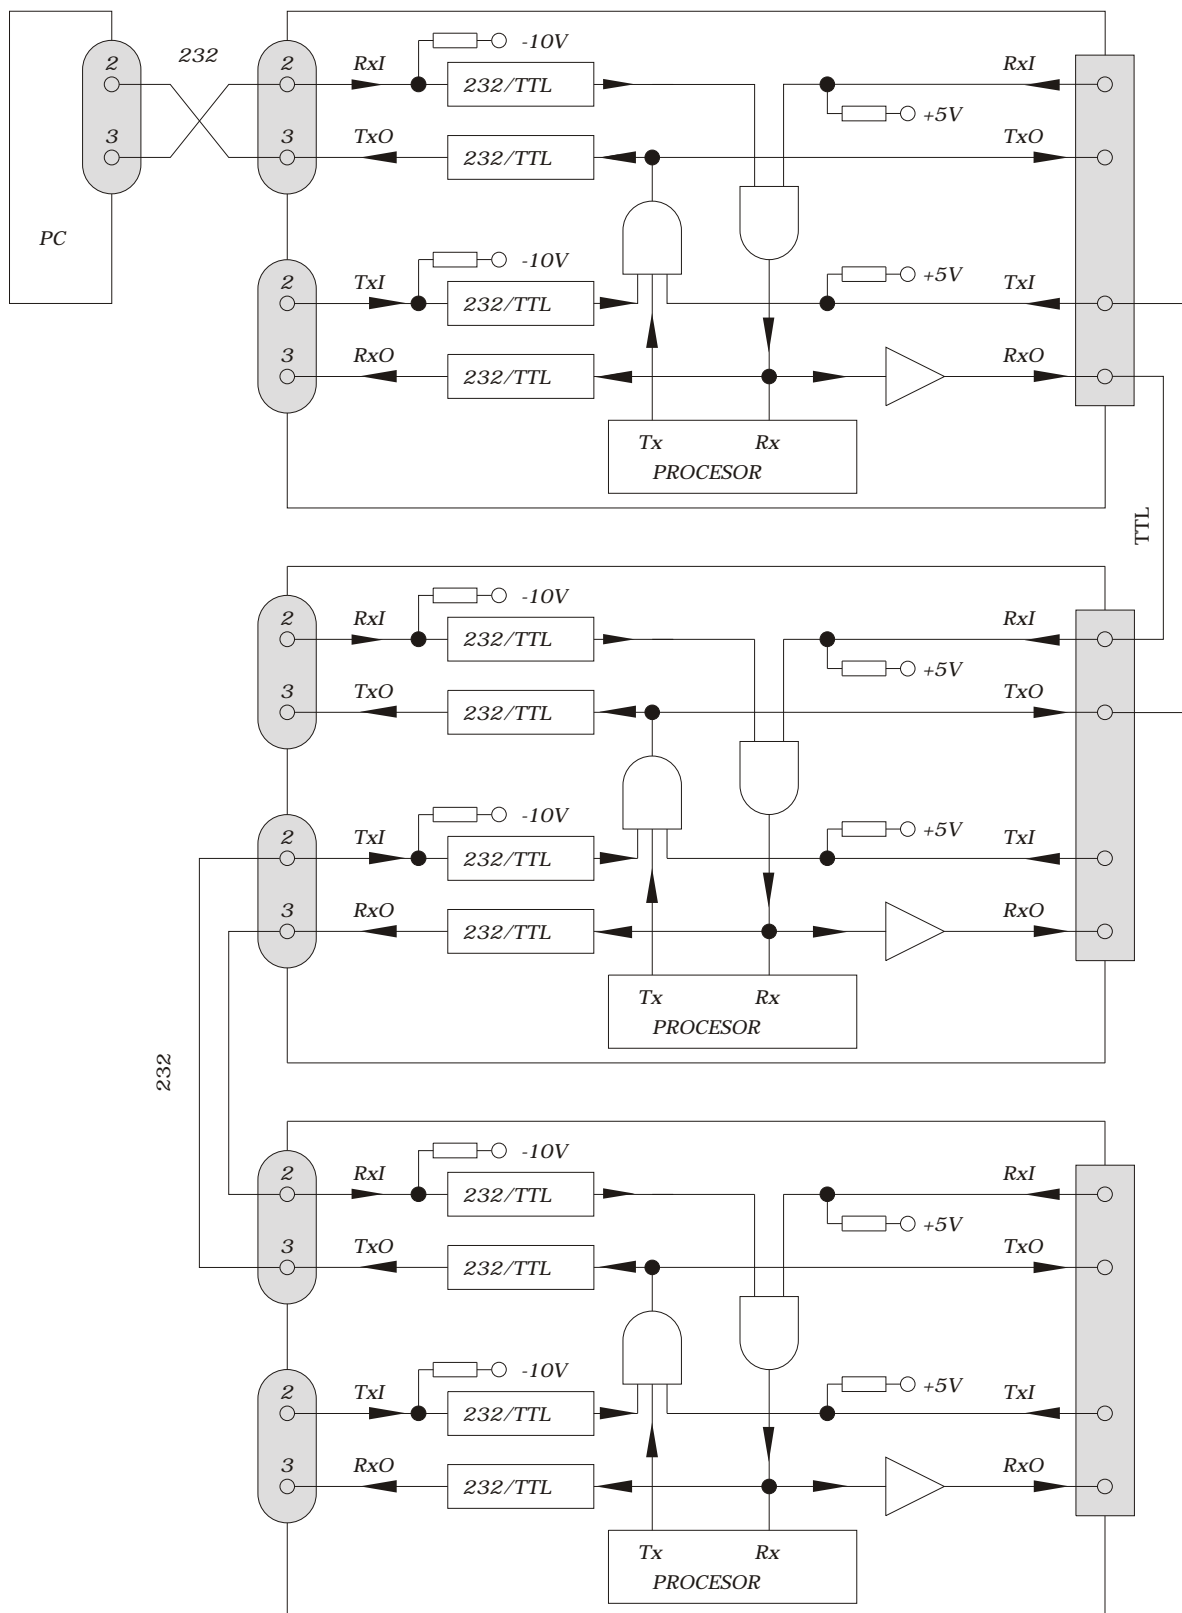 232
-10V
2
2
RxI
232/TTL
RxI
+5V
3
3
TxO
232/TTL
TxO
PC
-10V
+5V
2
TxI
232/TTL
TxI
3
RxO
232/TTL
RxO
Tx
Rx
PROCESOR
TTL
-10V
2
RxI
232/TTL
RxI
+5V
3
TxO
232/TTL
TxO
-10V
+5V
2
TxI
232/TTL
TxI
3
RxO
232/TTL
RxO
Tx
Rx
PROCESOR
232
-10V
2
RxI
232/TTL
RxI
+5V
3
TxO
232/TTL
TxO
-10V
+5V
2
TxI
232/TTL
TxI
3
RxO
232/TTL
RxO
Tx
Rx
PROCESOR